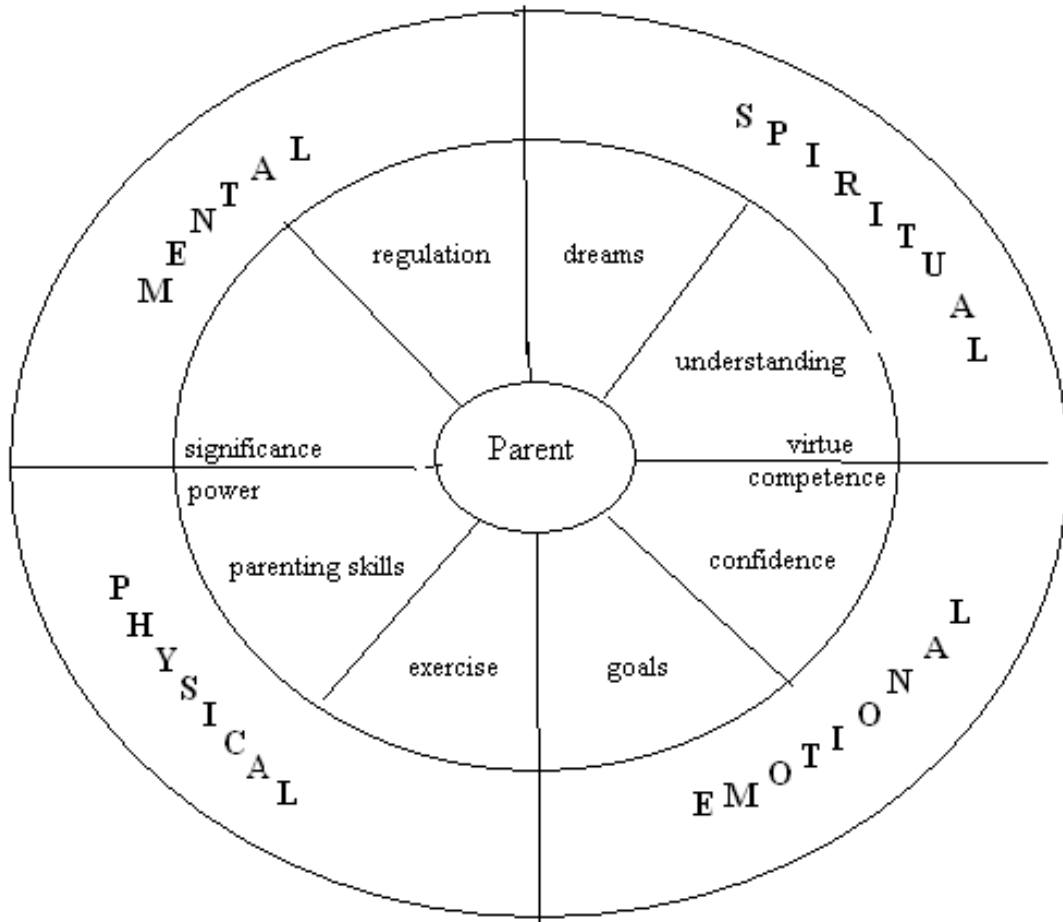 MENTAL
SPIRITUAL
regulation
dreams
understanding
significance
Parent
virtue
power
competence
parenting skills
confidence
exercise
goals
PHYSICAL
EMOTIONAL